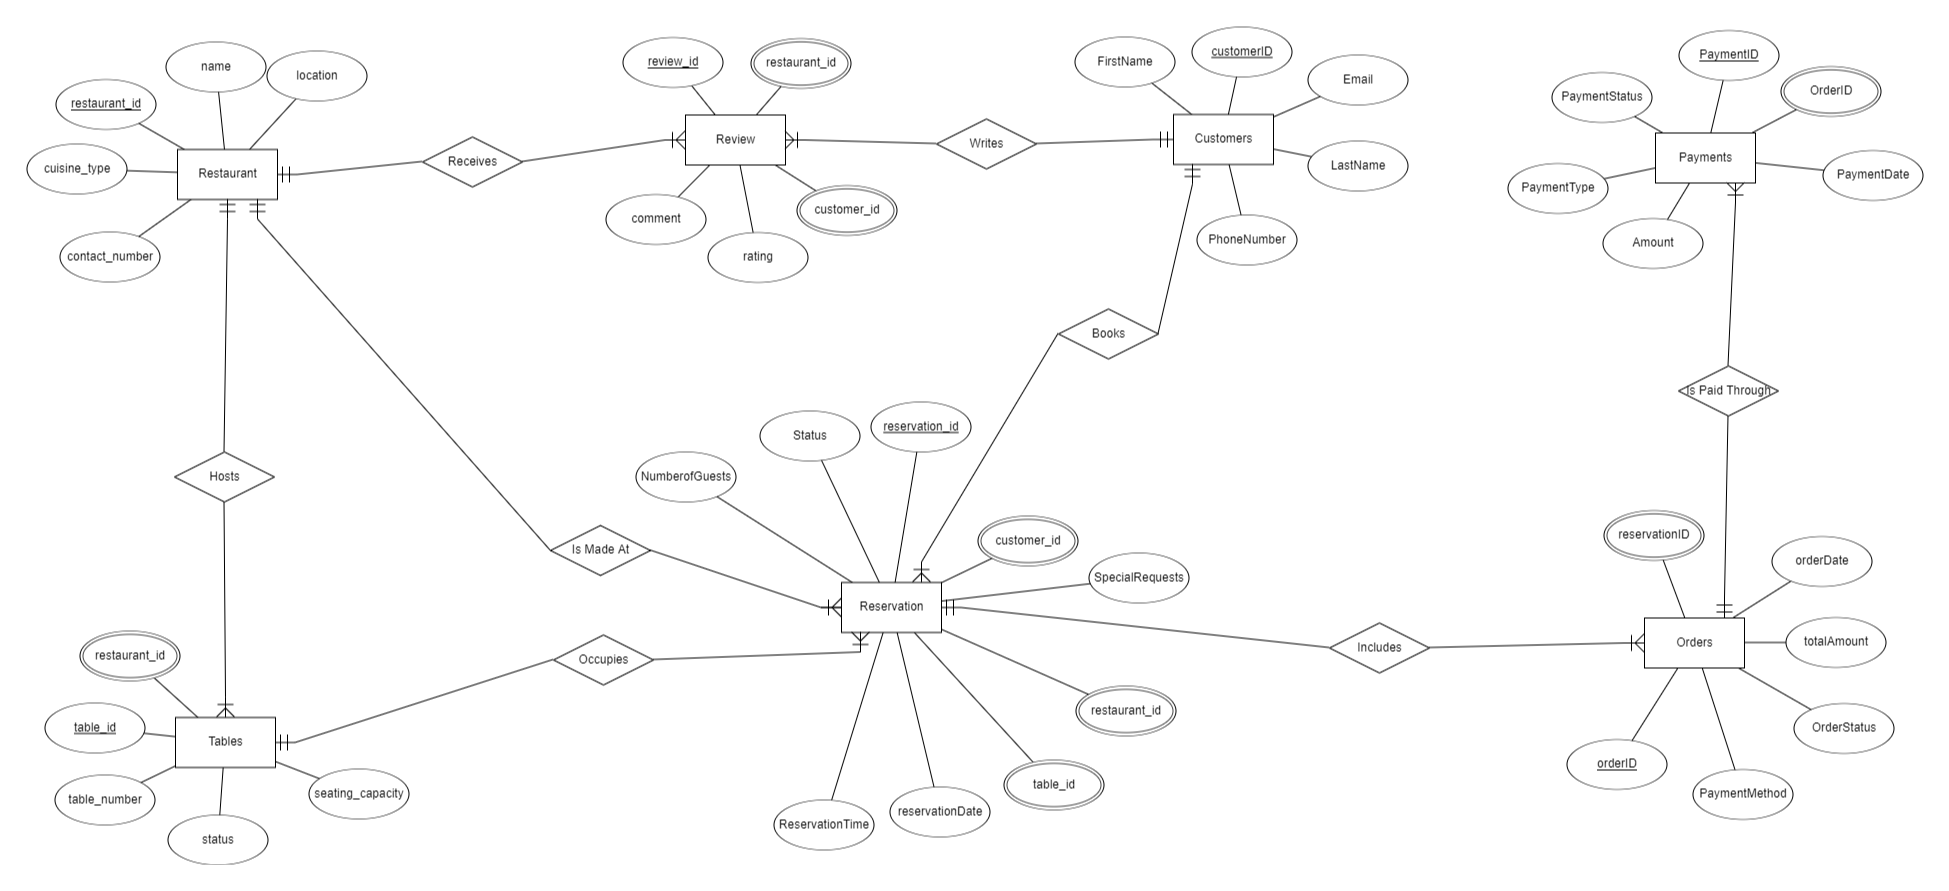 name
location
restaurant_id
cuisine_type
Restaurant
contact_number
Receives
review_id
restaurant_id
Review
comment
rating
customer_id
Writes
FirstName
customerID
Email
Customers
LastName
PhoneNumber
PaymentID
PaymentStatus
OrderID
Payments
PaymentType
PaymentDate
Amount
Books
Is Paid Through
Hosts
Is Made At
Occupies
NumberofGuests
Status
reservation_id
customer_id
SpecialRequests
Reservation
restaurant_id
table_id
reservationDate
ReservationTime
Includes
reservationID
orderDate
Orders
totalAmount
OrderStatus
orderID
PaymentMethod
restaurant_id
table_id
Tables
table_number
seating_capacity
status